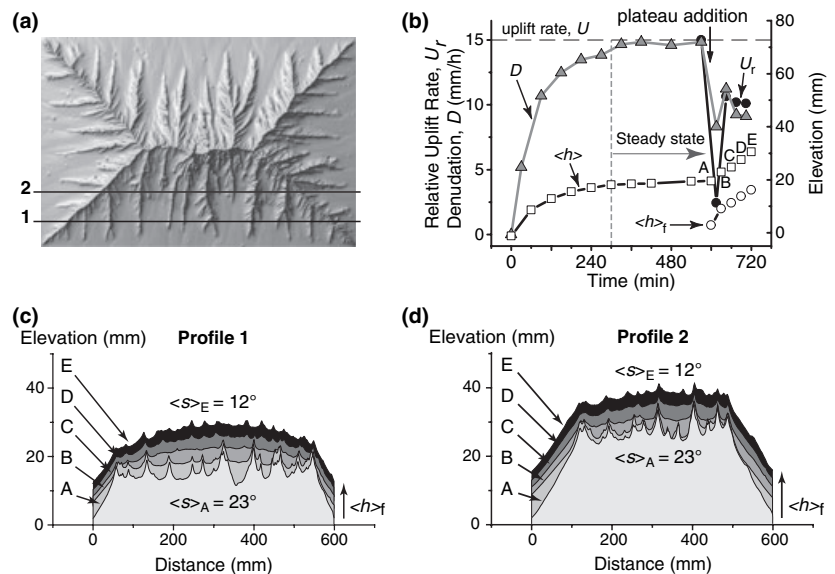 (a)
2
1
(b)
plateau addition
uplift rate, U
Relative Uplift Rate, Ur
Denudation, D (mm/h)
Elevation (mm)
15
10
5
0
80
60
40
20
0
D
Ur
Steady state
<h>
A
B
C
D
E
<h>f
0
240
480
720
Time (min)
(c)
Elevation (mm)
Profile 1
E
D
C
B
A
40
20
0
<s>E = 12°
<s>A = 23°
<h>f
0
200
400
600
Distance (mm)
(d)
Elevation (mm)
Profile 2
E
D
C
B
A
40
20
0
<s>E = 12°
<s>A = 23°
<h>f
0
200
400
600
Distance (mm)